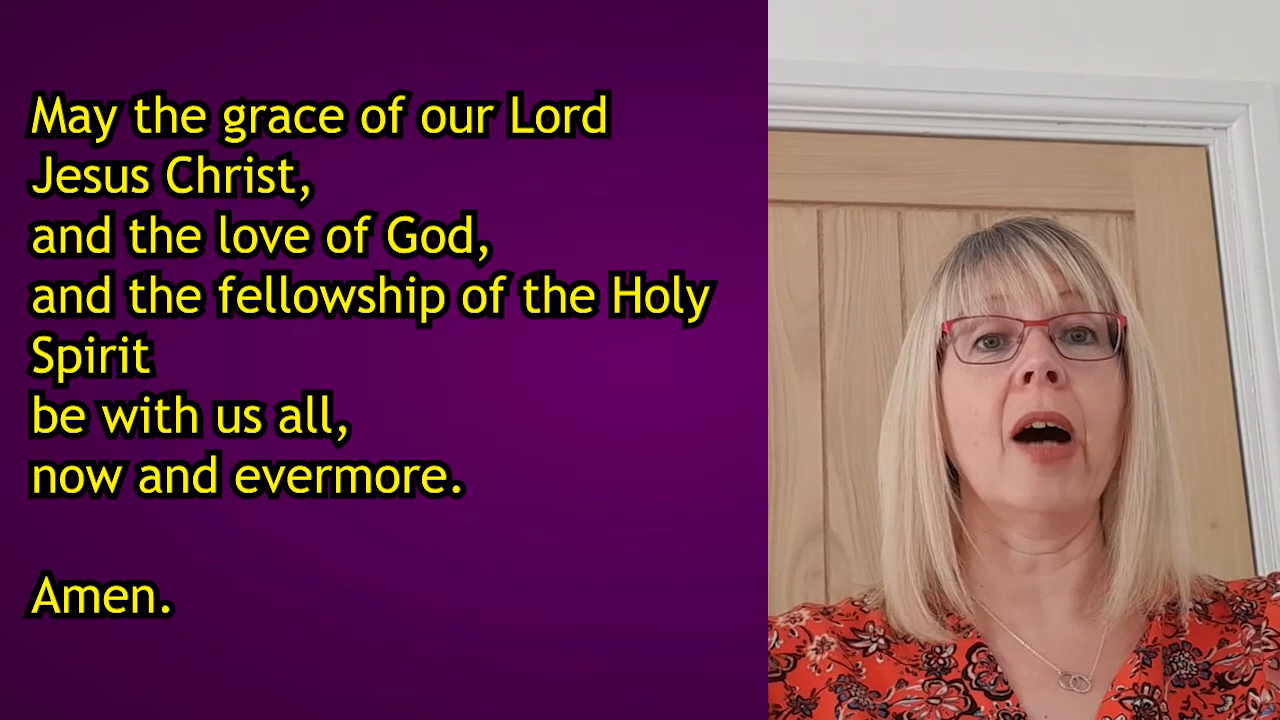 May the grace of our Lord
Jesus Christ,
and the love of God,
and the fellowship of the Holy
Spirit
be with us all,
now and evermore.
Amen.